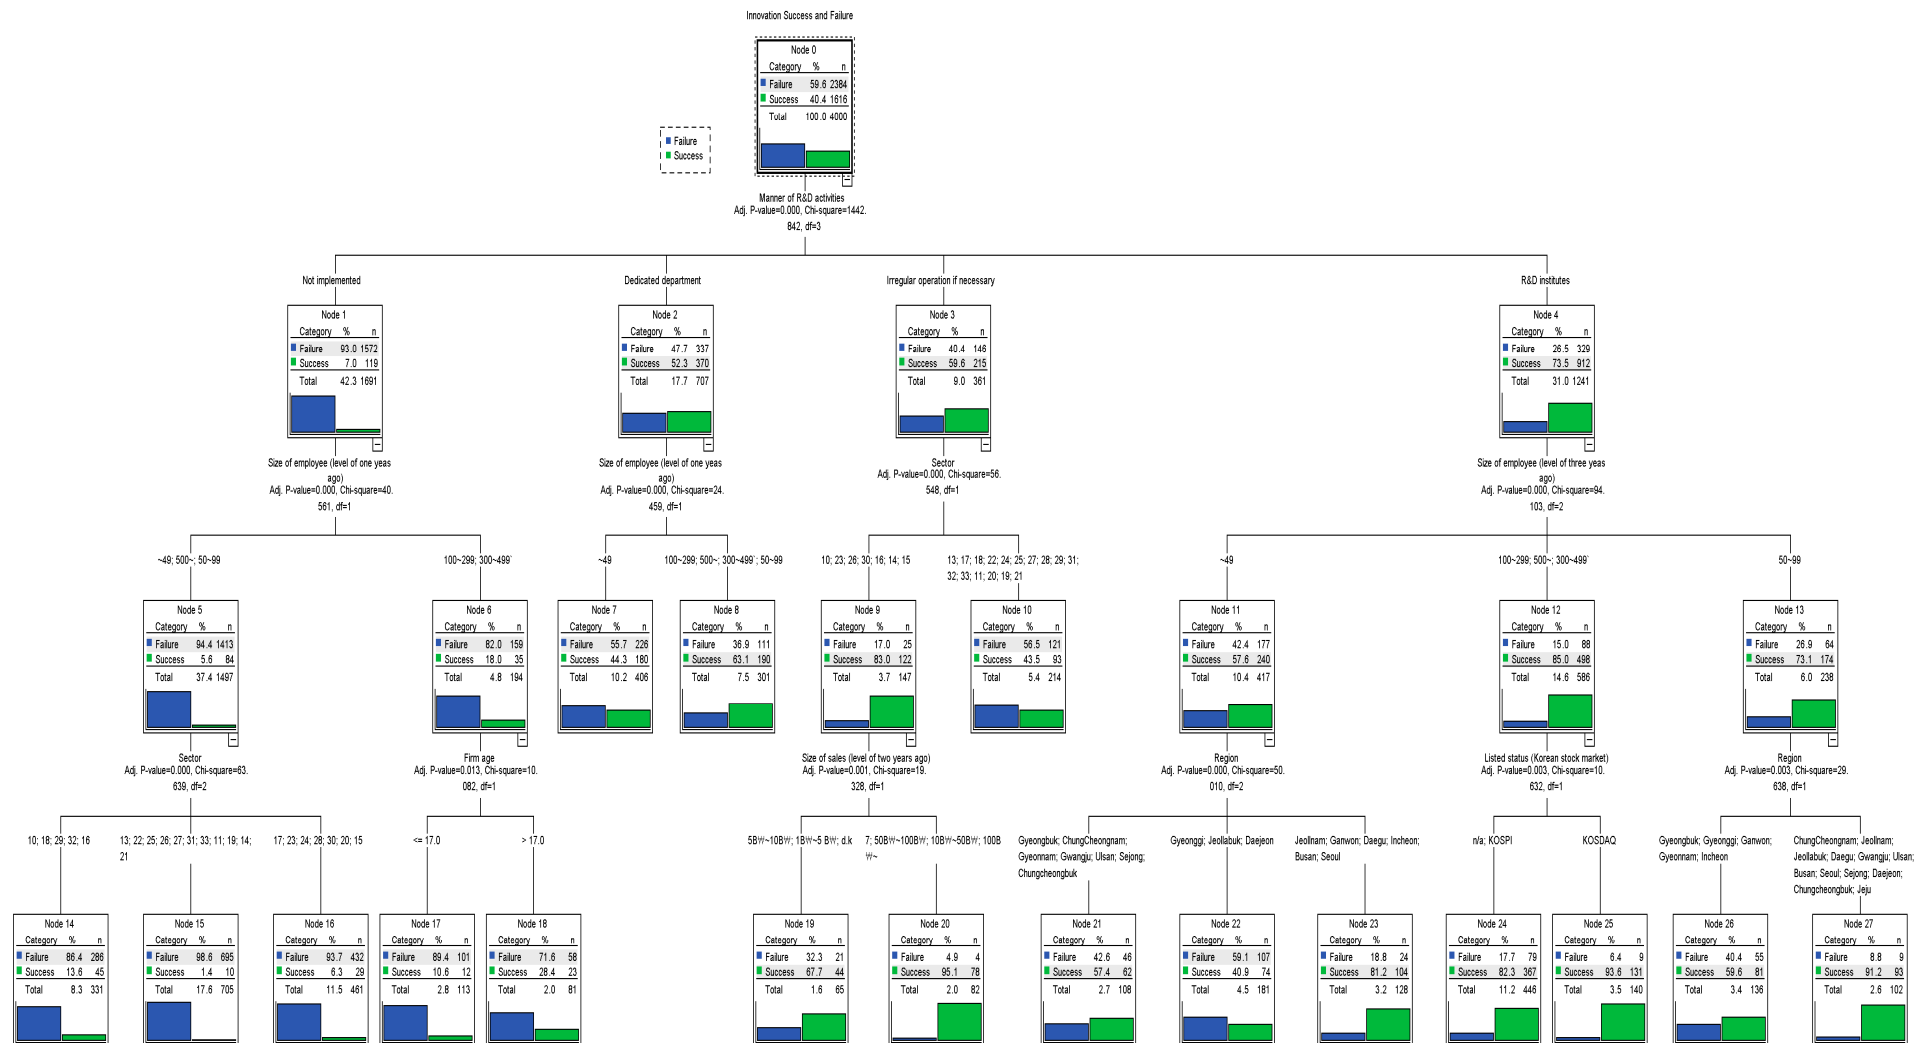 Innovation Success and Failure
Node 0
Category % n
Failure 59.6 2384
Success 40.4 1616
Total 100.0 4000
Failure
Success
Manner of R&D activities
Adj. P-value=0.000, Chi-square=1442.
842, df=3
Not implemented
Dedicated department
Irregular operation if necessary
R&D institutes
Node 1
Category % n
Failure 93.0 1572
Success 7.0 119
Total 42.3 1691
Node 2
Category % n
Failure 47.7 337
Success 52.3 370
Total 17.7 707
Node 3
Category % n
Failure 40.4 146
Success 59.6 215
Total 9.0 361
Node 4
Category % n
Failure 26.5 329
Success 73.5 912
Total 31.0 1241
Size of employee (level of one yeas
ago)
Adj. P-value=0.000, Chi-square=40.
561, df=1
Size of employee (level of one yeas
ago)
Adj. P-value=0.000, Chi-square=24.
459, df=1
Sector
Adj. P-value=0.000, Chi-square=56.
548, df=1
Size of employee (level of three yeas
ago)
Adj. P-value=0.000, Chi-square=94.
103, df=2
~49; 500~; 50~99
100~299; 300~499`
~49
100~299; 500~; 300~499`; 50~99
10; 23; 26; 30; 16; 14; 15
13; 17; 18; 22; 24; 25; 27; 28; 29; 31;
32; 33; 11; 20; 19; 21
~49
100~299; 500~; 300~499`
50~99
Node 5
Category % n
Failure 94.4 1413
Success 5.6 84
Total 37.4 1497
Node 6
Category % n
Failure 82.0 159
Success 18.0 35
Total 4.8 194
Node 7
Category % n
Failure 55.7 226
Success 44.3 180
Total 10.2 406
Node 8
Category % n
Failure 36.9 111
Success 63.1 190
Total 7.5 301
Node 9
Category % n
Failure 17.0 25
Success 83.0 122
Total 3.7 147
Node 10
Category % n
Failure 56.5 121
Success 43.5 93
Total 5.4 214
Node 11
Category % n
Failure 42.4 177
Success 57.6 240
Total 10.4 417
Node 12
Category % n
Failure 15.0 88
Success 85.0 498
Total 14.6 586
Node 13
Category % n
Failure 26.9 64
Success 73.1 174
Total 6.0 238
Sector
Adj. P-value=0.000, Chi-square=63.
639, df=2
Firm age
Adj. P-value=0.013, Chi-square=10.
082, df=1
Size of sales (level of two years ago)
Adj. P-value=0.001, Chi-square=19.
328, df=1
Region
Adj. P-value=0.000, Chi-square=50.
010, df=2
Listed status (Korean stock market)
Adj. P-value=0.003, Chi-square=10.
632, df=1
Region
Adj. P-value=0.003, Chi-square=29.
638, df=1
10; 18; 29; 32; 16
13; 22; 25; 26; 27; 31; 33; 11; 19; 14;
21
17; 23; 24; 28; 30; 20; 15
<= 17.0
> 17.0
5B₩~10B₩; 1B₩~5 B₩; d.k
7; 50B₩~100B₩; 10B₩~50B₩; 100B
₩~
Gyeongbuk; ChungCheongnam;
Gyeonnam; Gwangju; Ulsan; Sejong;
Chungcheongbuk
Gyeonggi; Jeollabuk; Daejeon
Jeollnam; Ganwon; Daegu; Incheon;
Busan; Seoul
n/a; KOSPI
KOSDAQ
Gyeongbuk; Gyeonggi; Ganwon;
Gyeonnam; Incheon
ChungCheongnam; Jeollnam;
Jeollabuk; Daegu; Gwangju; Ulsan;
Busan; Seoul; Sejong; Daejeon;
Chungcheongbuk; Jeju
Node 14
Category % n
Failure 86.4 286
Success 13.6 45
Total 8.3 331
Node 15
Category % n
Failure 98.6 695
Success 1.4 10
Total 17.6 705
Node 16
Category % n
Failure 93.7 432
Success 6.3 29
Total 11.5 461
Node 17
Category % n
Failure 89.4 101
Success 10.6 12
Total 2.8 113
Node 18
Category % n
Failure 71.6 58
Success 28.4 23
Total 2.0 81
Node 19
Category % n
Failure 32.3 21
Success 67.7 44
Total 1.6 65
Node 20
Category % n
Failure 4.9 4
Success 95.1 78
Total 2.0 82
Node 21
Category % n
Failure 42.6 46
Success 57.4 62
Total 2.7 108
Node 22
Category % n
Failure 59.1 107
Success 40.9 74
Total 4.5 181
Node 23
Category % n
Failure 18.8 24
Success 81.2 104
Total 3.2 128
Node 24
Category % n
Failure 17.7 79
Success 82.3 367
Total 11.2 446
Node 25
Category % n
Failure 6.4 9
Success 93.6 131
Total 3.5 140
Node 26
Category % n
Failure 40.4 55
Success 59.6 81
Total 3.4 136
Node 27
Category % n
Failure 8.8 9
Success 91.2 93
Total 2.6 102